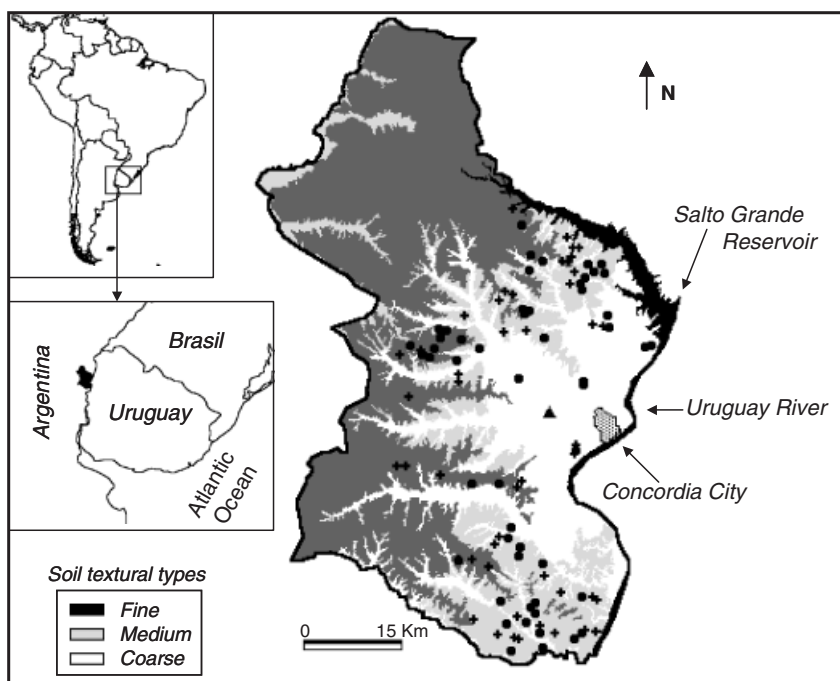 N
Salto Grande
Reservoir
Brasil
Argentina
Uruguay
Uruguay River
Atlantic
Ocean
Concordia City
Soil textural types
Fine
Medium
Coarse
0 15 Km